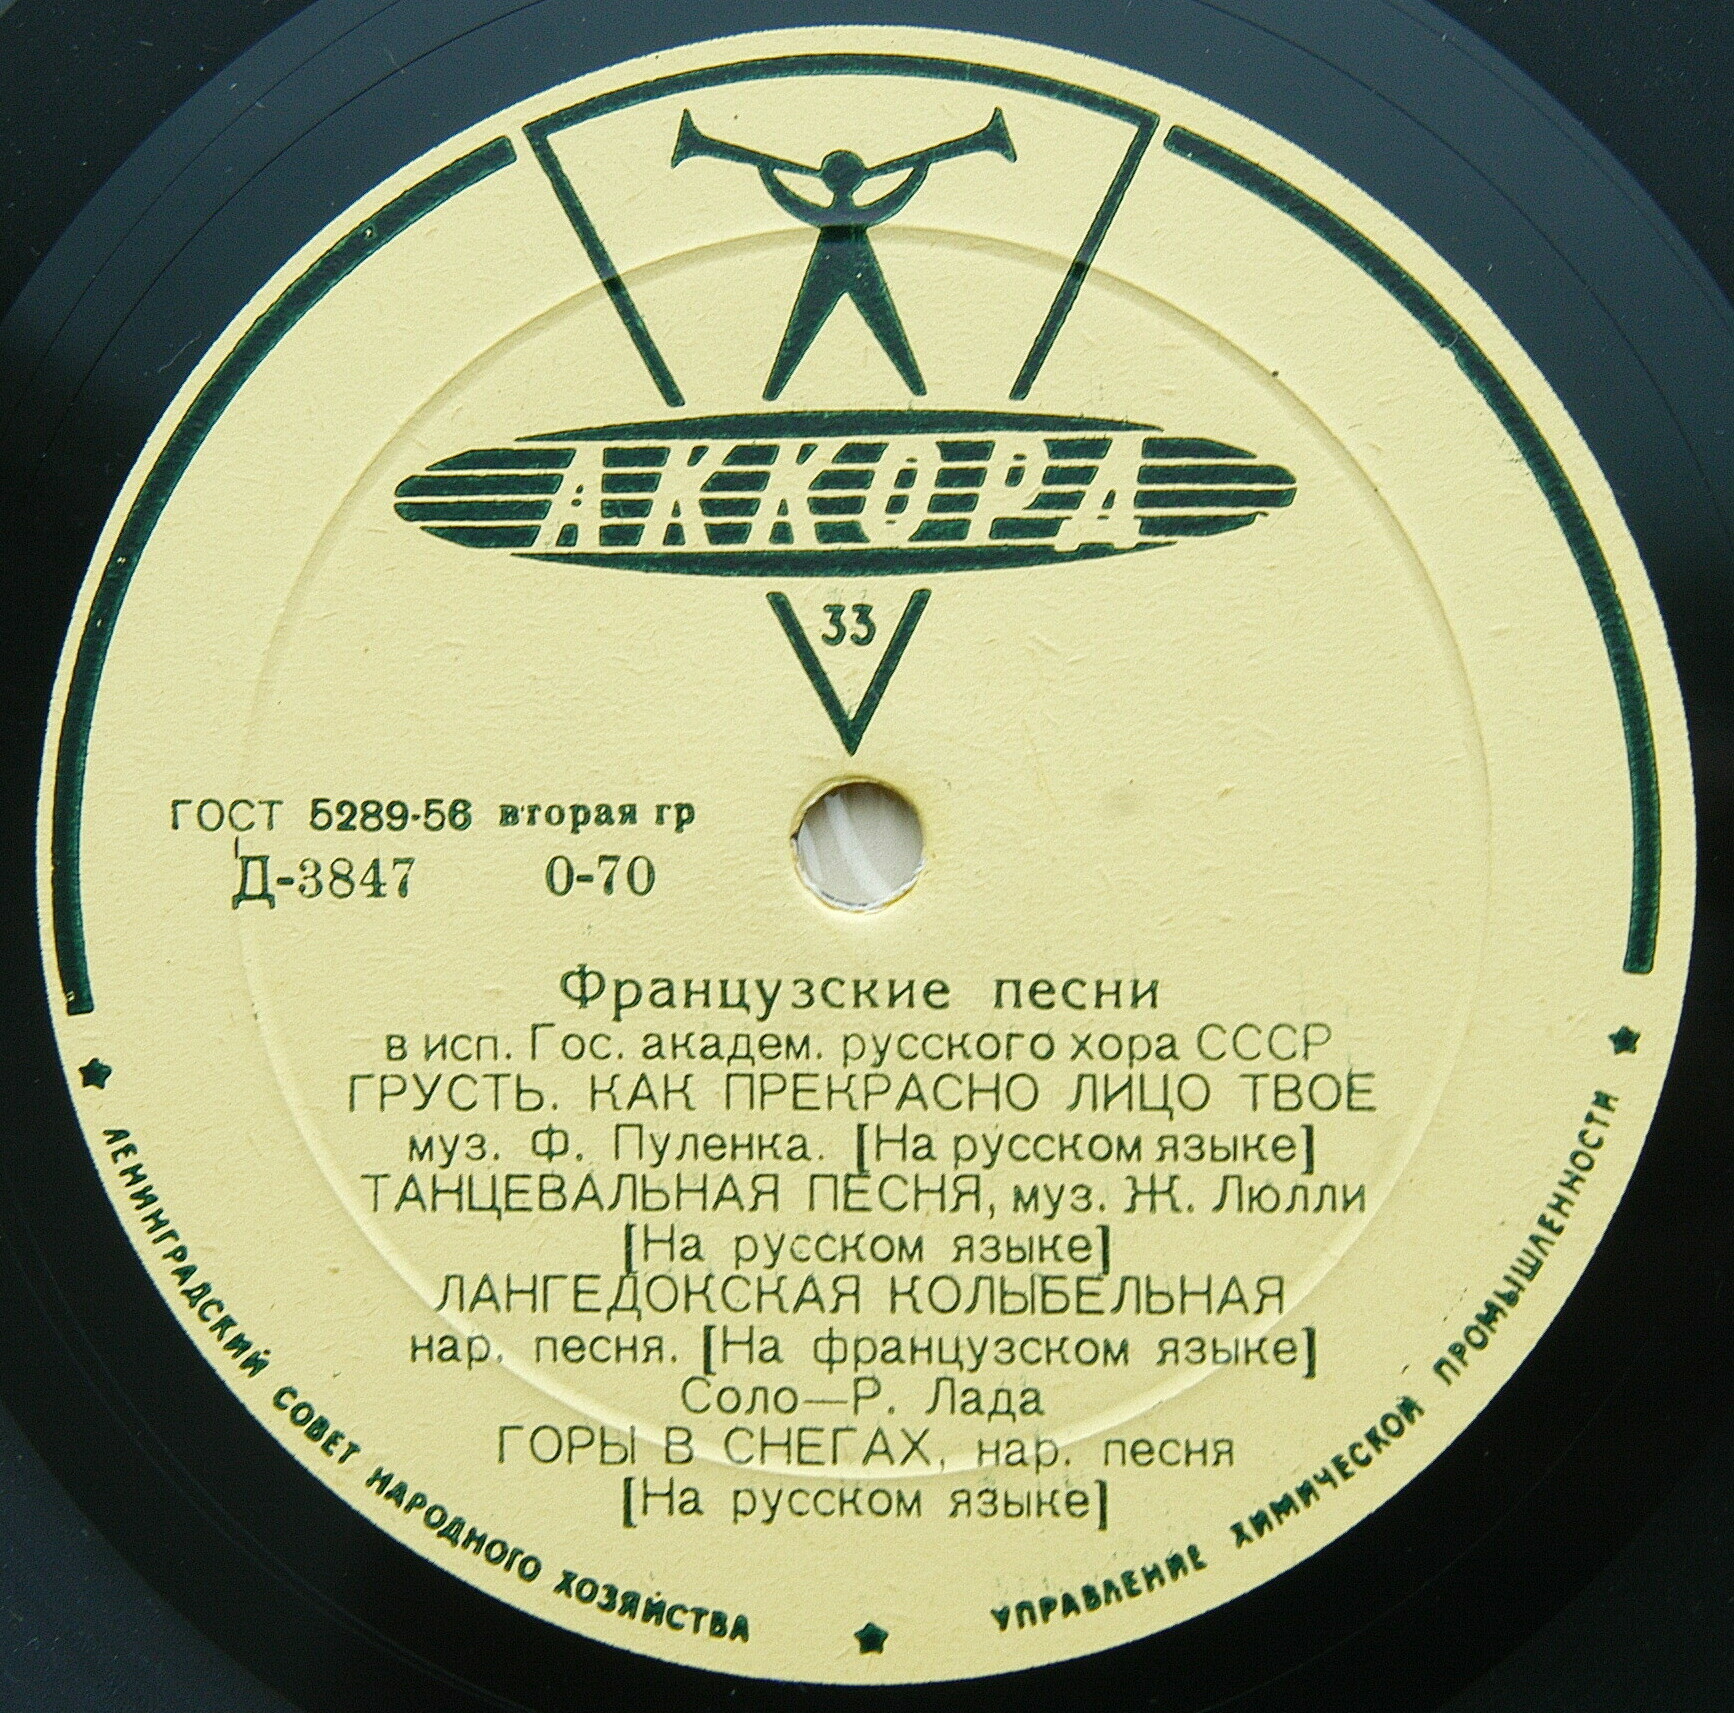 АККОРД
33
ГОСТ 5289-56 вторая гр
Д-3847 0-70
Французские песни
в исп. Гос. академ. русского хора СССР
ГРУСТЬ. КАК ПРЕКРАСНО ЛИЦО ТВОЕ
муз. Ф. Пуленка. [На русском языке]
ТАНЦЕВАЛЬНАЯ ПЕСНЯ, муз. Ж. Люлли
[На русском языке]
ЛАНГЕДОКСКАЯ КОЛЫБЕЛЬНАЯ
нар. песня. [На французском языке]
Соло—Р. Лада
ГОРЫ В СНЕГАХ, нар. песня
[На русском языке]
ЛЕНИНГРАДСКИЙ СОВЕТ НАРОДНОГО ХОЗЯЙСТВА
УПРАВЛЕНИЕ ХИМИЧЕСКОЙ ПРОМЫШЛЕННОСТИ